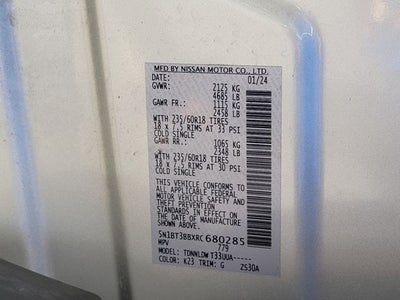 MFD BY NISSAN MOTOR CO., LTD.
DATE: 01/24
GVWR: 2125 KG
4685 LB
GAWR FR.: 1115 KG
2458 LB
WITH 235/60R18 TIRES
18 x 7.5 RIMS AT 33 PSI
COLD SINGLE
GAWR RR.: 1065 KG
2348 LB
WITH 235/60R18 TIRES
18 x 7.5 RIMS AT 30 PSI
COLD SINGLE
THIS VEHICLE CONFORMS TO
ALL APPLICABLE FEDERAL
MOTOR VEHICLE SAFETY AND
THEFT PREVENTION STANDARDS
IN EFFECT ON THE
DATE OF MANUFACTURE
SHOWN ABOVE.
5N1BT3BBXRC680285
MPV 779
MODEL: TDNNLDWT33UUA-----
COLOR: K23 TRIM: G ZS30A